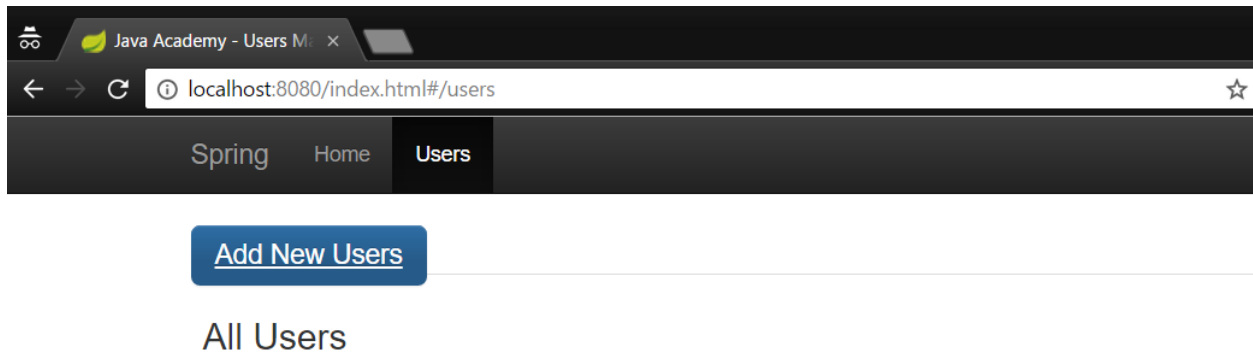 Java Academy - Users Ma
localhost:8080/index.html#/users
Spring Home Users
Add New Users
All Users